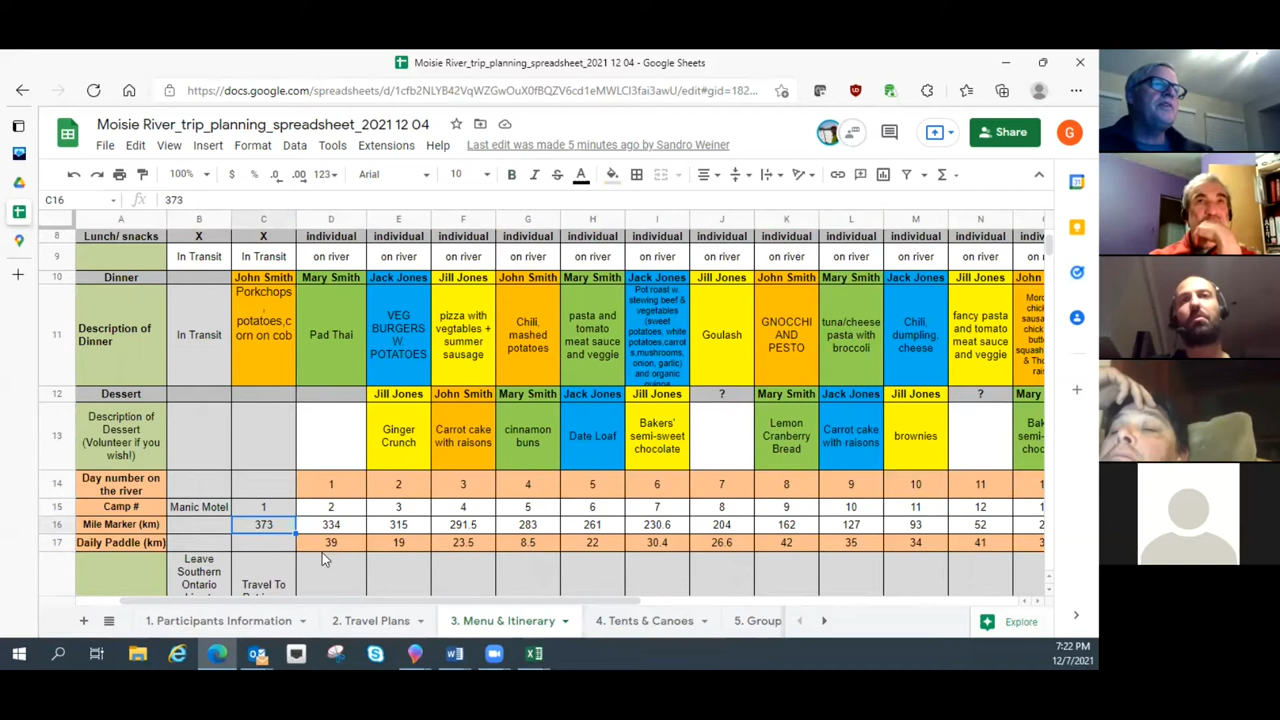 Moisie River_trip_planning_spreadsheet_2021 12 04 - Google Sheets
https://docs.google.com/spreadsheets/d/1cfb2NLYB42VqWZGwOuX0fBQZV6cd1eMWLCI3fai3awU/edit#gid=182...
Moisie River_trip_planning_spreadsheet_2021 12 04
Share
G
File Edit View Insert Format Data Tools Extensions Help Last edit was made 5 minutes ago by Sandro Weiner
100% $ % .0 .00 123 Arial 10 B I S A
C16 373
A B C D E F G H I J K L M N
8 Lunch/ snacks X X individual individual individual individual individual individual individual individual individual individual individual
9 In Transit In Transit on river on river on river on river on river on river on river on river on river on river on river
10 Dinner John Smith Mary Smith Jack Jones Jill Jones John Smith Mary Smith Jack Jones Jill Jones John Smith Mary Smith Jack Jones Jill Jones John
11 Description of Dinner In Transit Porkchops , potatoes,c orn on cob Pad Thai VEG BURGERS W. POTATOES pizza with vegtables + summer sausage Chili, mashed potatoes pasta and tomato meat sauce and veggie Pot roast w. stewing beef & vegetables (sweet potatoes, white potatoes,carrot s,mushrooms, onion, garlic) and organic quinoa Goulash GNOCCHI AND PESTO tuna/cheese pasta with broccoli Chili, dumpling, cheese fancy pasta and tomato meat sauce and veggie
12 Dessert Jill Jones John Smith Mary Smith Jack Jones Jill Jones ? Mary Smith Jack Jones Jill Jones ? Mary
13 Description of Dessert (Volunteer if you wish!) Ginger Crunch Carrot cake with raisons cinnamon buns Date Loaf Bakers' semi-sweet chocolate Lemon Cranberry Bread Carrot cake with raisons brownies
14 Day number on the river 1 2 3 4 5 6 7 8 9 10 11
15 Camp # Manic Motel 1 2 3 4 5 6 7 8 9 10 11 12
16 Mile Marker (km) 373 334 315 291.5 283 261 230.6 204 162 127 93 52
17 Daily Paddle (km) 39 19 23.5 8.5 22 30.4 26.6 42 35 34 41
Leave Southern Ontario Travel To
1. Participants Information 2. Travel Plans 3. Menu & Itinerary 4. Tents & Canoes 5. Group Explore
7:22 PM
12/7/2021